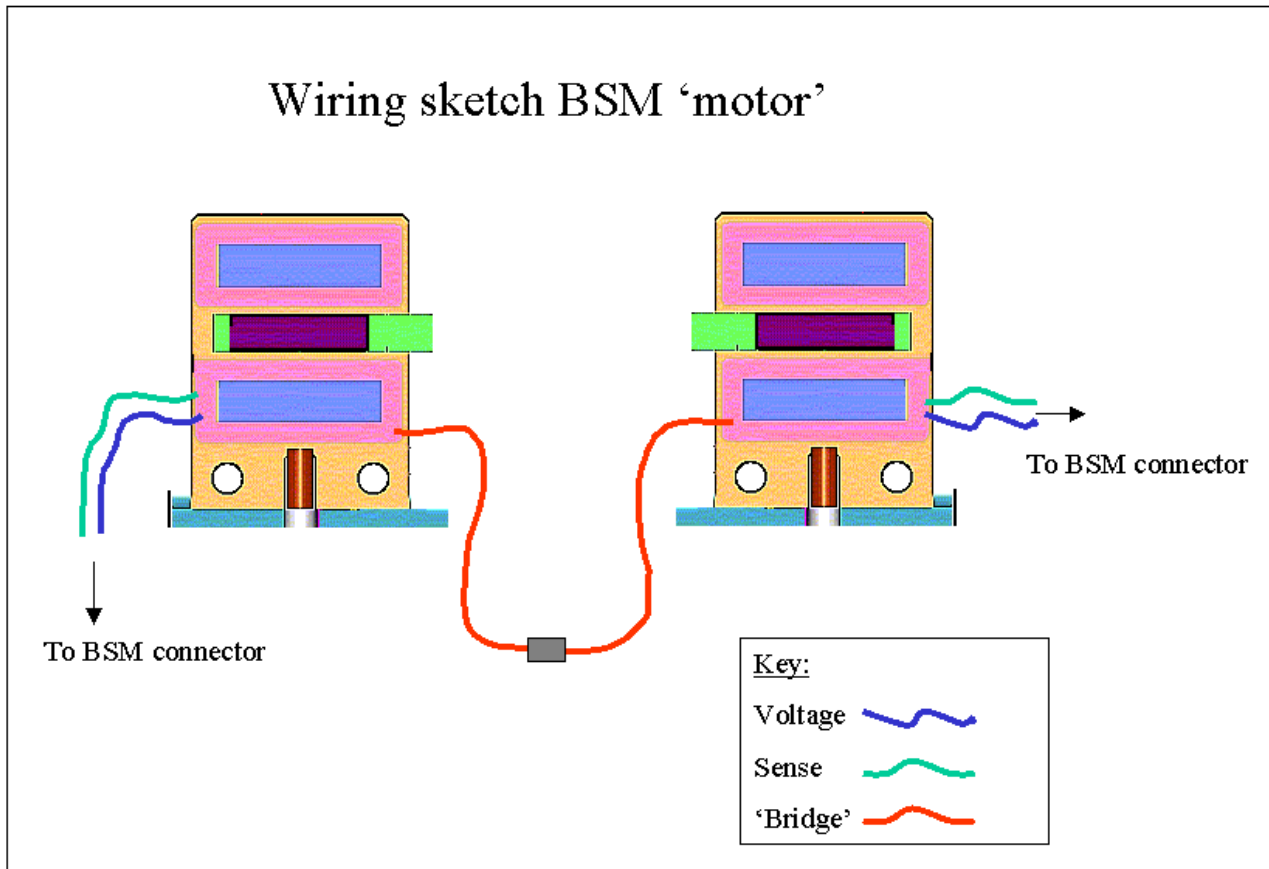 Wiring sketch BSM ‘motor’
To BSM connector
To BSM connector
Key:
Voltage
Sense
‘Bridge’